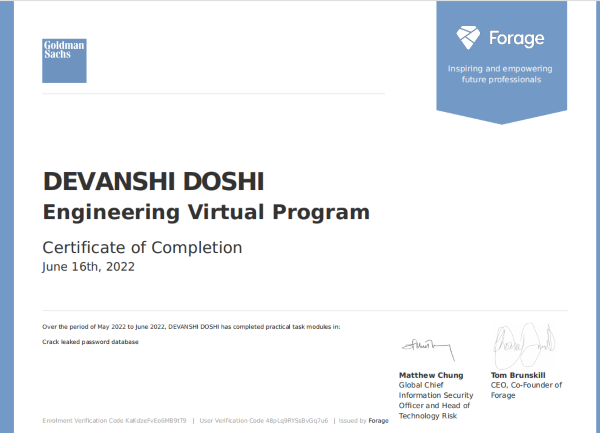 Goldman
Sachs
Forage
Inspiring and empowering
future professionals
DEVANSHI DOSHI
Engineering Virtual Program
Certificate of Completion
June 16th, 2022
Over the period of May 2022 to June 2022, DEVANSHI DOSHI has completed practical task modules in:
Crack leaked password database
Matthew Chung
Global Chief
Information Security
Officer and Head of
Technology Risk
Tom Brunskill
CEO, Co-Founder of
Forage
Enrolment Verification Code | User Verification Code | Issued by Forage